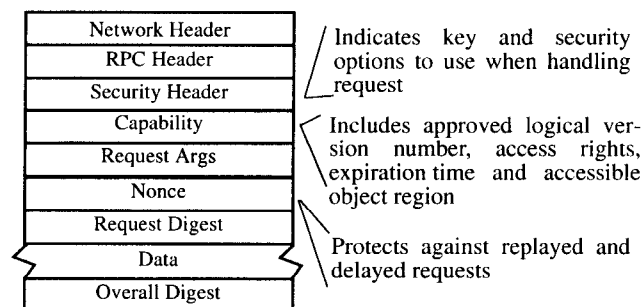 Network Header
RPC Header
Security Header
Capability
Request Args
Nonce
Request Digest
Data
Overall Digest
Indicates key and security
options to use when handling
request
Includes approved logical ver-
sion number, access rights,
expiration time and accessible
object region
Protects against replayed and
delayed requests